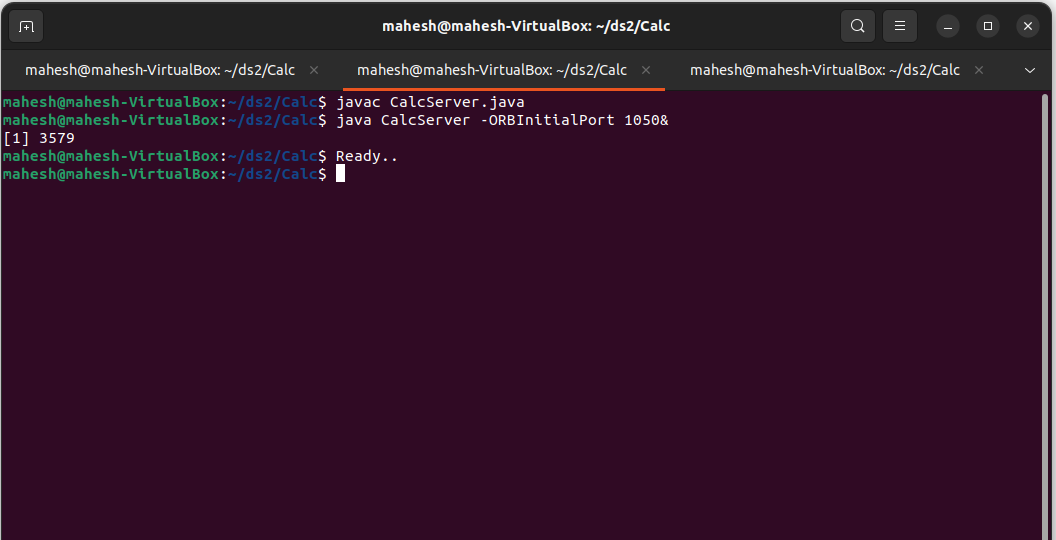 mahesh@mahesh-VirtualBox: ~/ds2/Calc
mahesh@mahesh-VirtualBox: ~/ds2/Calc × mahesh@mahesh-VirtualBox: ~/ds2/Calc × mahesh@mahesh-VirtualBox: ~/ds2/Calc ×
mahesh@mahesh-VirtualBox:~/ds2/Calc$ javac CalcServer.java
mahesh@mahesh-VirtualBox:~/ds2/Calc$ java CalcServer -ORBInitialPort 1050&
[1] 3579
mahesh@mahesh-VirtualBox:~/ds2/Calc$ Ready..
mahesh@mahesh-VirtualBox:~/ds2/Calc$